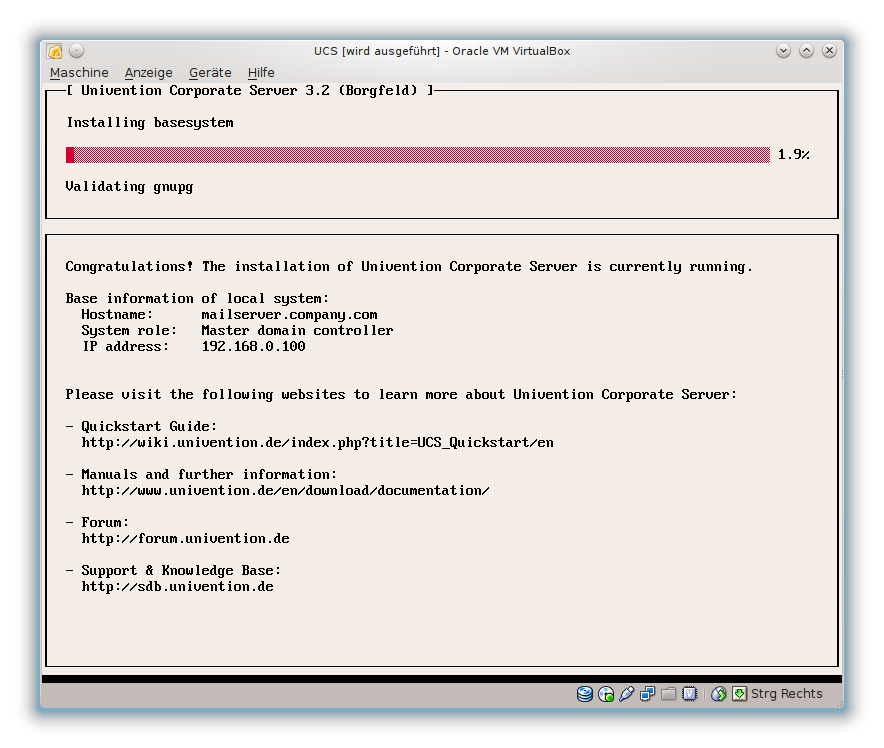 UCS [wird ausgeführt] - Oracle VM VirtualBox
Maschine Anzeige Geräte Hilfe
[ Univention Corporate Server 3.2 (Borgfeld) ]
Installing basesystem
1.9%
Validating gnupg
Congratulations! The installation of Univention Corporate Server is currently running.
Base information of local system:
Hostname: mailserver.company.com
System role: Master domain controller
IP address: 192.168.0.100
Please visit the following websites to learn more about Univention Corporate Server:
- Quickstart Guide:
http://wiki.univention.de/index.php?title=UCS_Quickstart/en
- Manuals and further information:
http://www.univention.de/en/download/documentation/
- Forum:
http://forum.univention.de
- Support & Knowledge Base:
http://sdb.univention.de
Strg Rechts